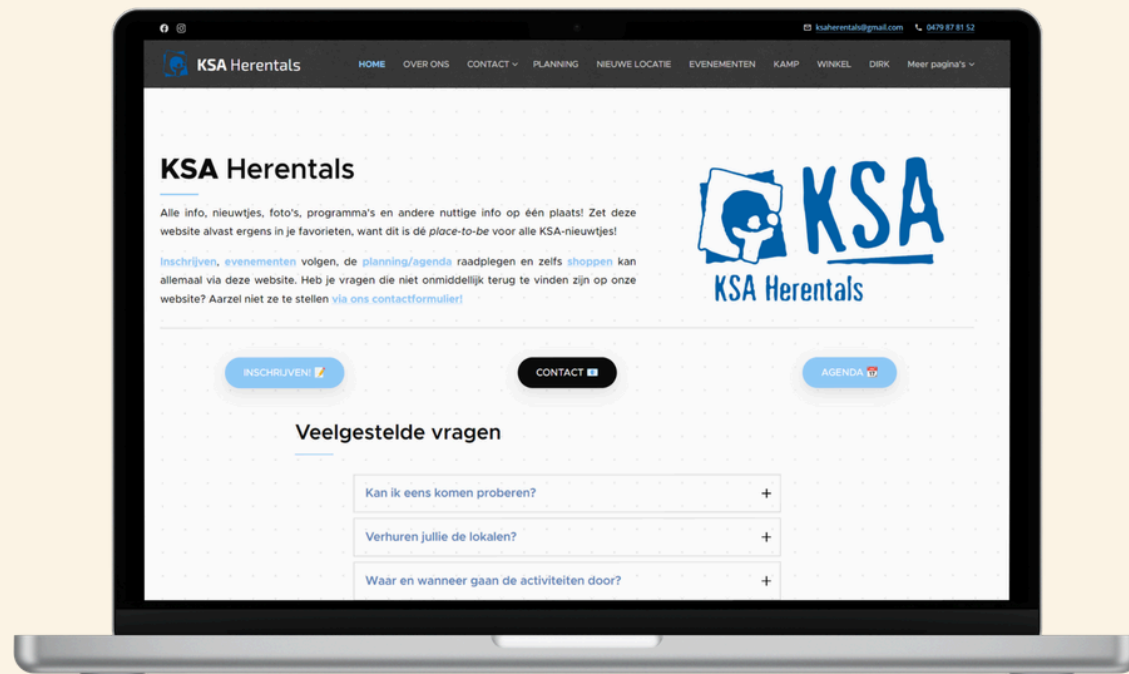 ksaherentals@gmail.com 0479 87 81 52
KSA Herentals HOME OVER ONS CONTACT PLANNING NIEUWE LOCATIE EVENEMENTEN KAMP WINKEL DIRK Meer pagina's
KSA Herentals
Alle info, nieuwtjes, foto's, programma's en andere nuttige info op één plaats! Zet deze
website alvast ergens in je favorieten, want dit is dé place-to-be voor alle KSA-nieuwtjes!
Inschrijven, evenementen volgen, de planning/agenda raadplegen en zelfs shoppen kan
allemaal via deze website. Heb je vragen die niet onmiddellijk terug te vinden zijn op onze
website? Aarzel niet ze te stellen via ons contactformulier!
KSA
KSA Herentals
INSCHRIJVEN! CONTACT AGENDA
Veelgestelde vragen
Kan ik eens komen proberen? +
Verhuren jullie de lokalen? +
Waar en wanneer gaan de activiteiten door? +